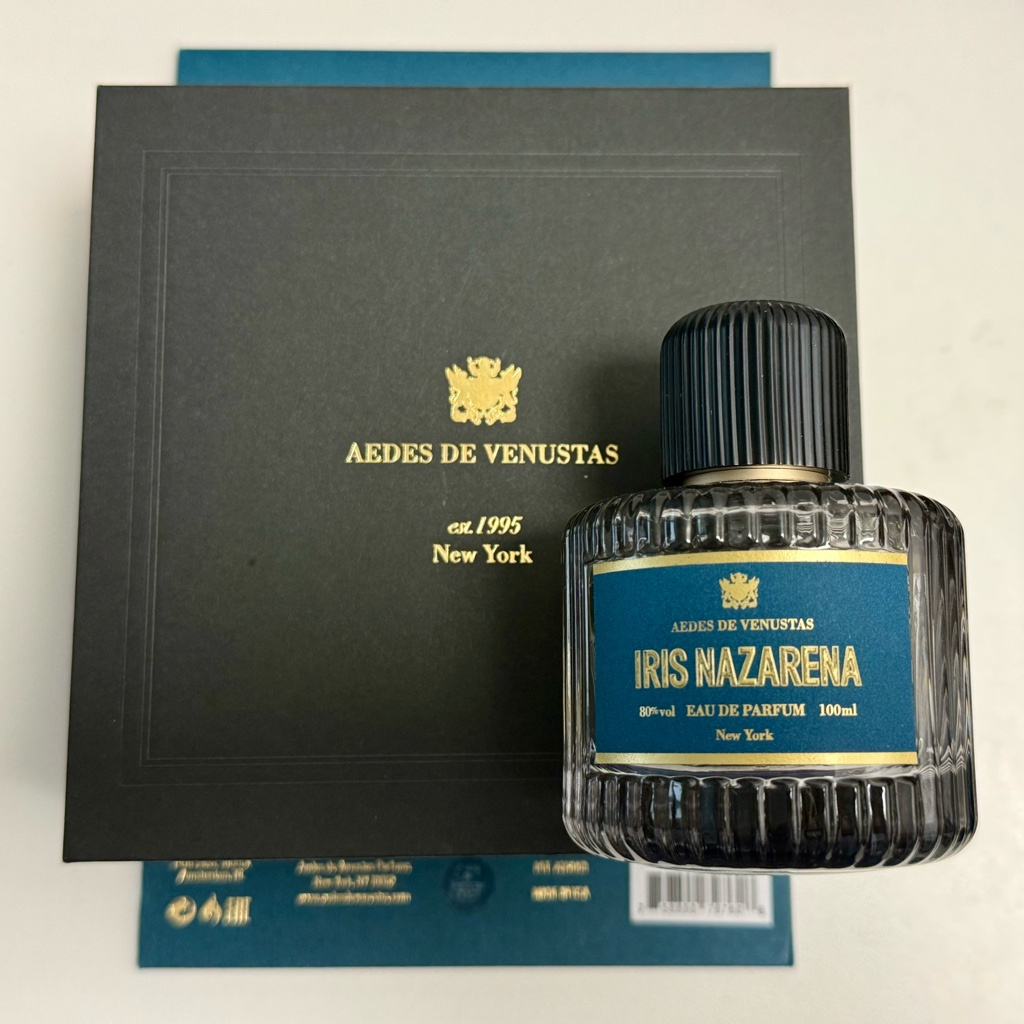 AEDES DE VENUSTAS
est. 1995
New York
AEDES DE VENUSTAS
IRIS NAZARENA
80% vol EAU DE PARFUM 100ml
New York